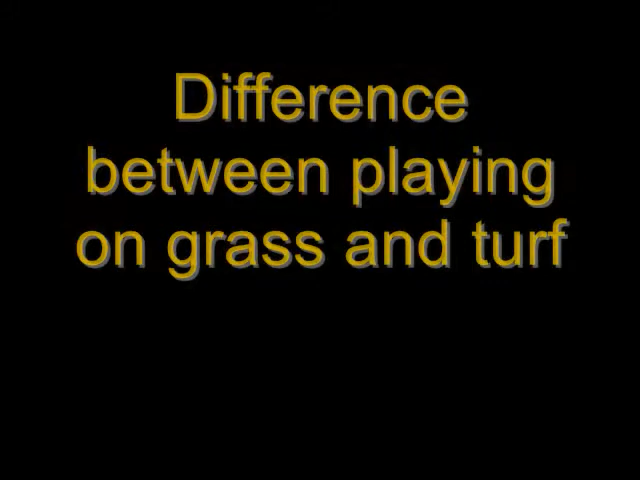 Difference
between playing
on grass and turf